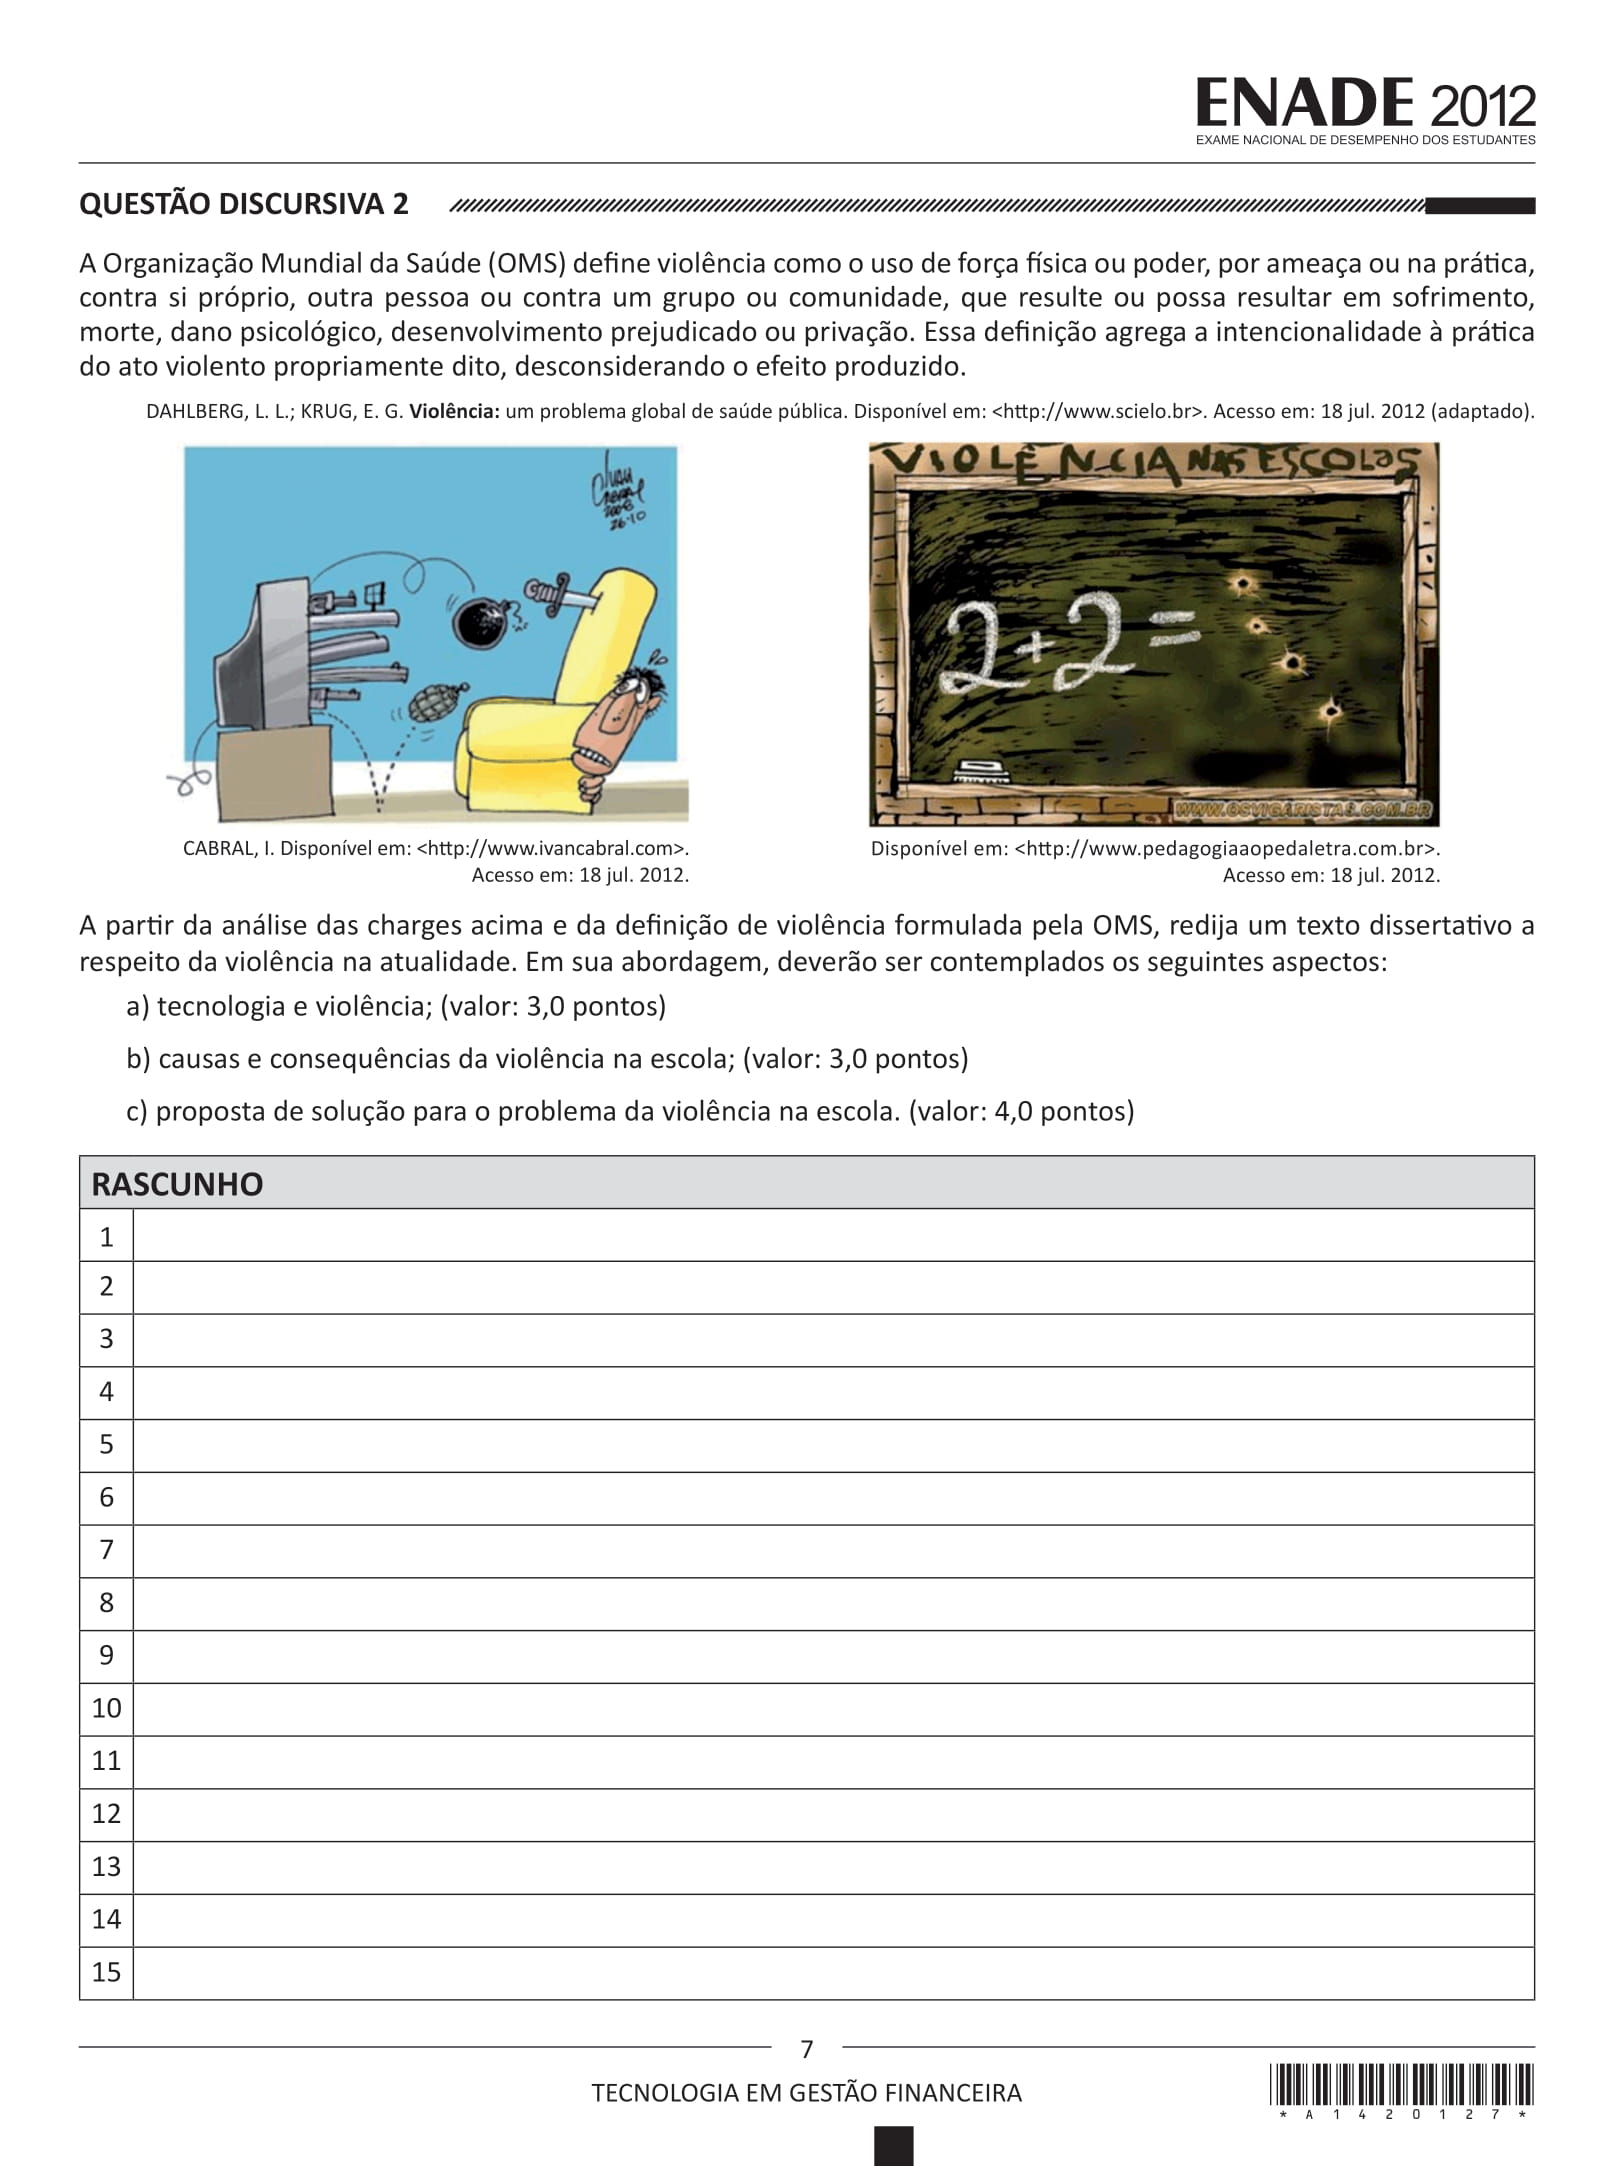 ENADE 2012
EXAME NACIONAL DE DESEMPENHO DOS ESTUDANTES
QUESTÃO DISCURSIVA 2
A Organização Mundial da Saúde (OMS) define violência como o uso de força física ou poder, por ameaça ou na prática,
contra si próprio, outra pessoa ou contra um grupo ou comunidade, que resulte ou possa resultar em sofrimento,
morte, dano psicológico, desenvolvimento prejudicado ou privação. Essa definição agrega a intencionalidade à prática
do ato violento propriamente dito, desconsiderando o efeito produzido.
DAHLBERG, L. L.; KRUG, E. G. Violência: um problema global de saúde pública. Disponível em: <http://www.scielo.br>. Acesso em: 18 jul. 2012 (adaptado).
Ivan
Cabral
2008
26-10
VIOLÊNCIA NAS ESCOLAS
2+2=
WWW.OSVIGARISTAS.COM.BR
CABRAL, I. Disponível em: <http://www.ivancabral.com>.
Acesso em: 18 jul. 2012.
Disponível em: <http://www.pedagogiaaopedaletra.com.br>.
Acesso em: 18 jul. 2012.
A partir da análise das charges acima e da definição de violência formulada pela OMS, redija um texto dissertativo a
respeito da violência na atualidade. Em sua abordagem, deverão ser contemplados os seguintes aspectos:
a) tecnologia e violência; (valor: 3,0 pontos)
b) causas e consequências da violência na escola; (valor: 3,0 pontos)
c) proposta de solução para o problema da violência na escola. (valor: 4,0 pontos)
RASCUNHO
1
2
3
4
5
6
7
8
9
10
11
12
13
14
15
7
TECNOLOGIA EM GESTÃO FINANCEIRA
* A 1 4 2 0 1 2 7 *